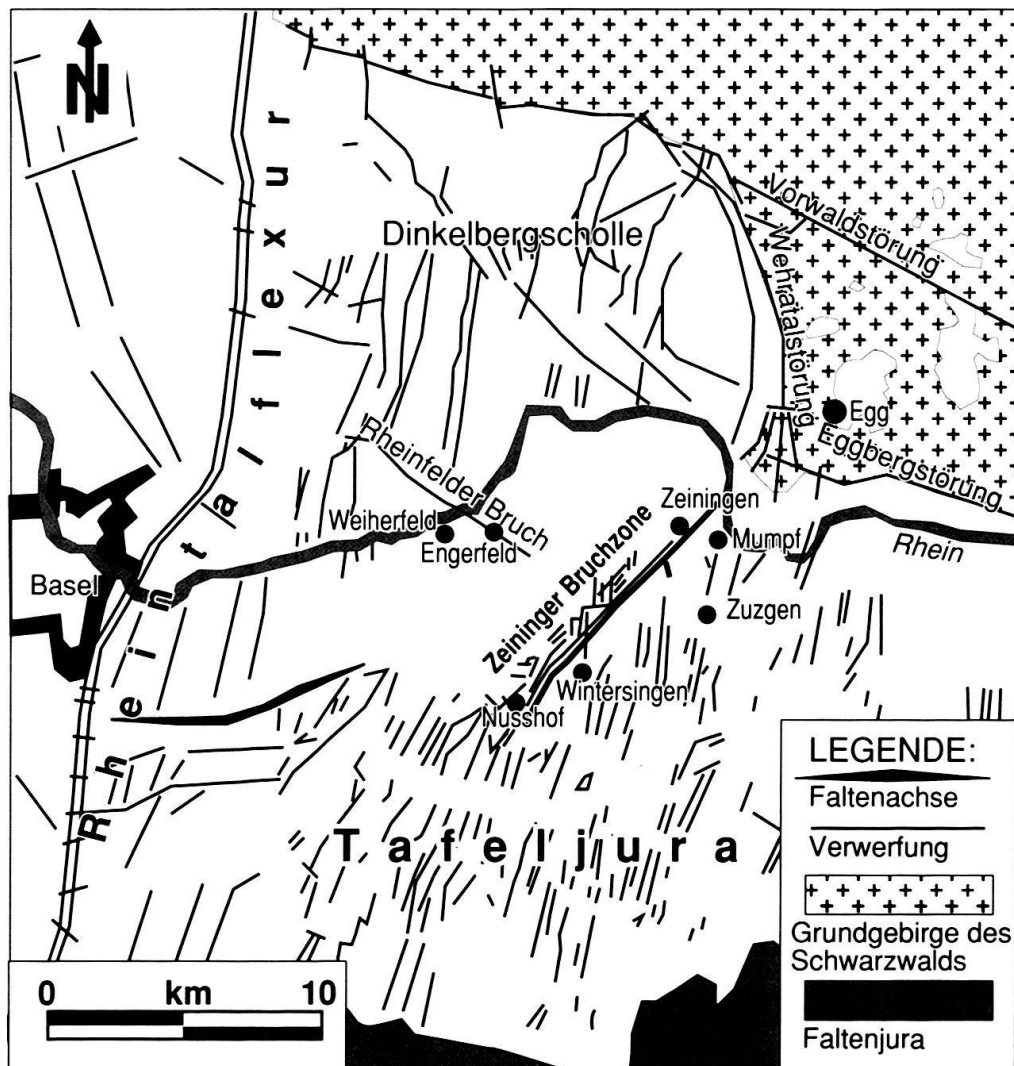 N
Rheintalflexur
Dinkelbergscholle
Vorwaldstörung
Wehratalstörung
Egg
Eggbergstörung
Rheinfelder Bruch
Weiherfeld
Engerfeld
Zeiningen
Mumpf
Rhein
Basel
Zeininger Bruchzone
Zuzgen
Wintersingen
Nusshof
Tafeljura
LEGENDE:
Faltenachse
Verwerfung
Grundgebirge des
Schwarzwalds
Faltenjura
0 km 10